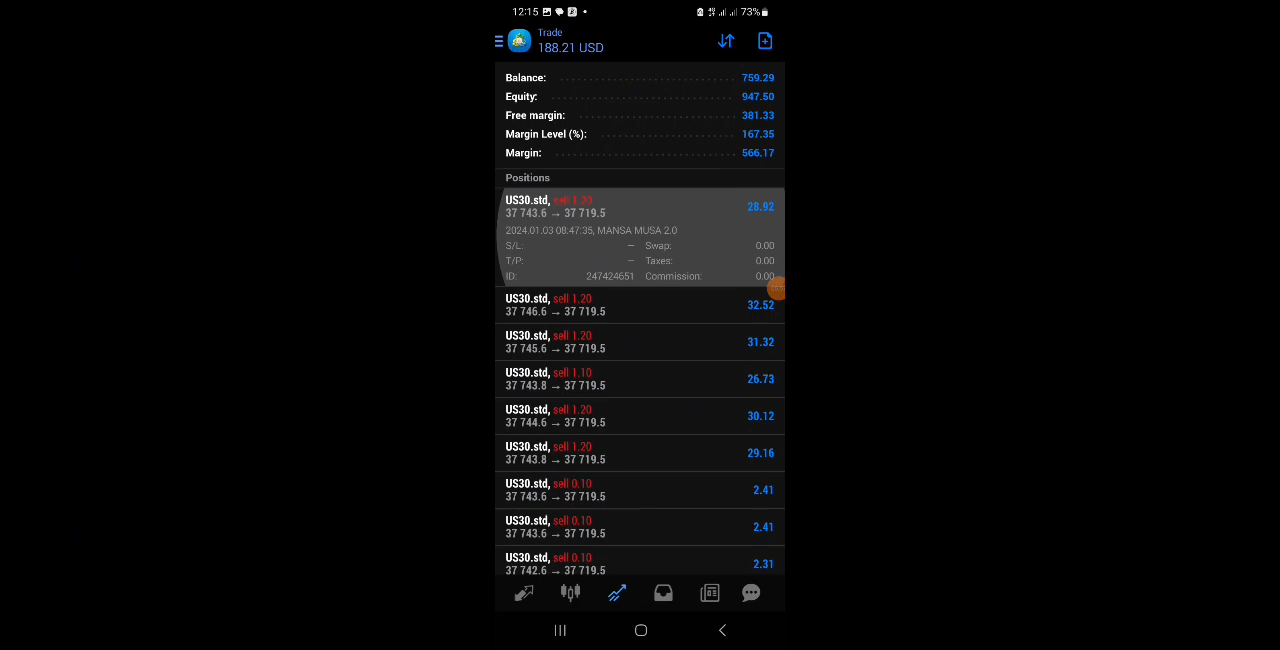 12:15 73%
Trade
188.21 USD
Balance: 759.29
Equity: 947.50
Free margin: 381.33
Margin Level (%): 167.35
Margin: 566.17
Positions
US30.std, sell 1.20
37 743.6 → 37 719.5 28.92
2024.01.03 08:47:35, MANSA MUSA 2.0
S/L: – Swap: 0.00
T/P: – Taxes: 0.00
ID: 247424651 Commission: 0.00
US30.std, sell 1.20
37 746.6 → 37 719.5 32.52
US30.std, sell 1.20
37 745.6 → 37 719.5 31.32
US30.std, sell 1.10
37 743.8 → 37 719.5 26.73
US30.std, sell 1.20
37 744.6 → 37 719.5 30.12
US30.std, sell 1.20
37 743.8 → 37 719.5 29.16
US30.std, sell 0.10
37 743.6 → 37 719.5 2.41
US30.std, sell 0.10
37 743.6 → 37 719.5 2.41
US30.std, sell 0.10
37 742.6 → 37 719.5 2.31